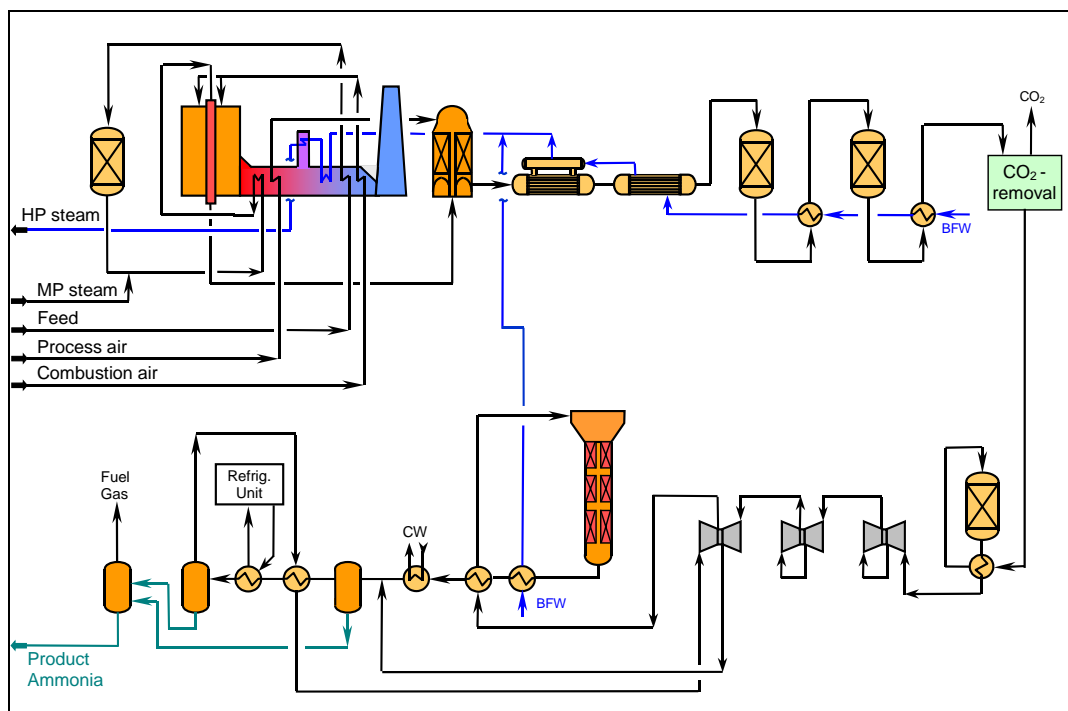 CO₂
CO₂ -
removal
BFW
HP steam
MP steam
Feed
Process air
Combustion air
Fuel
Gas
Refrig.
Unit
CW
BFW
Product
Ammonia